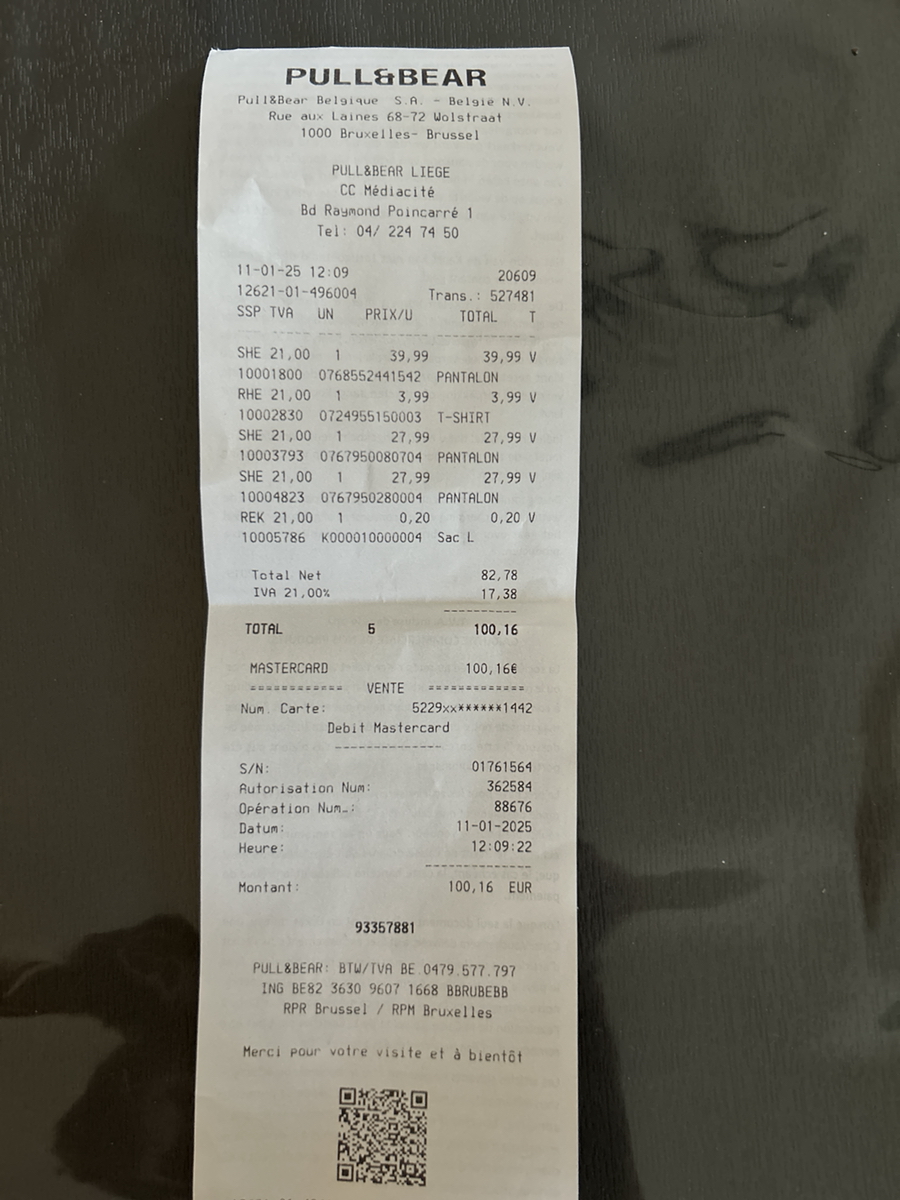 PULL&BEAR
Pull&Bear Belgique S.A. - België N.V.
Rue aux Laines 68-72 Wolstraat
1000 Bruxelles- Brussel
PULL&BEAR LIEGE
CC Médiacité
Bd Raymond Poincarré 1
Tel: 04/ 224 74 50
11-01-25 12:09 20609
12621-01-496004 Trans.: 527481
SSP TVA UN PRIX/U TOTAL T
SHE 21,00 1 39,99 39,99 V
10001800 0768552441542 PANTALON
RHE 21,00 1 3,99 3,99 V
10002830 0724955150003 T-SHIRT
SHE 21,00 1 27,99 27,99 V
10003793 0767950080704 PANTALON
SHE 21,00 1 27,99 27,99 V
10004823 0767950280004 PANTALON
REK 21,00 1 0,20 0,20 V
10005786 K000010000004 Sac L
Total Net 82,78
IVA 21,00% 17,38
----------
TOTAL 5 100,16
MASTERCARD 100,16€
============ VENTE ============
Num. Carte: 5229xx******1442
Debit Mastercard
--------------
S/N: 01761564
Autorisation Num: 362584
Opération Num.: 88676
Datum: 11-01-2025
Heure: 12:09:22
--------------
Montant: 100,16 EUR
93357881
PULL&BEAR: BTW/TVA BE 0479.577.797
ING BE82 3630 9607 1668 BBRUBEBB
RPR Brussel / RPM Bruxelles
Merci pour votre visite et à bientôt